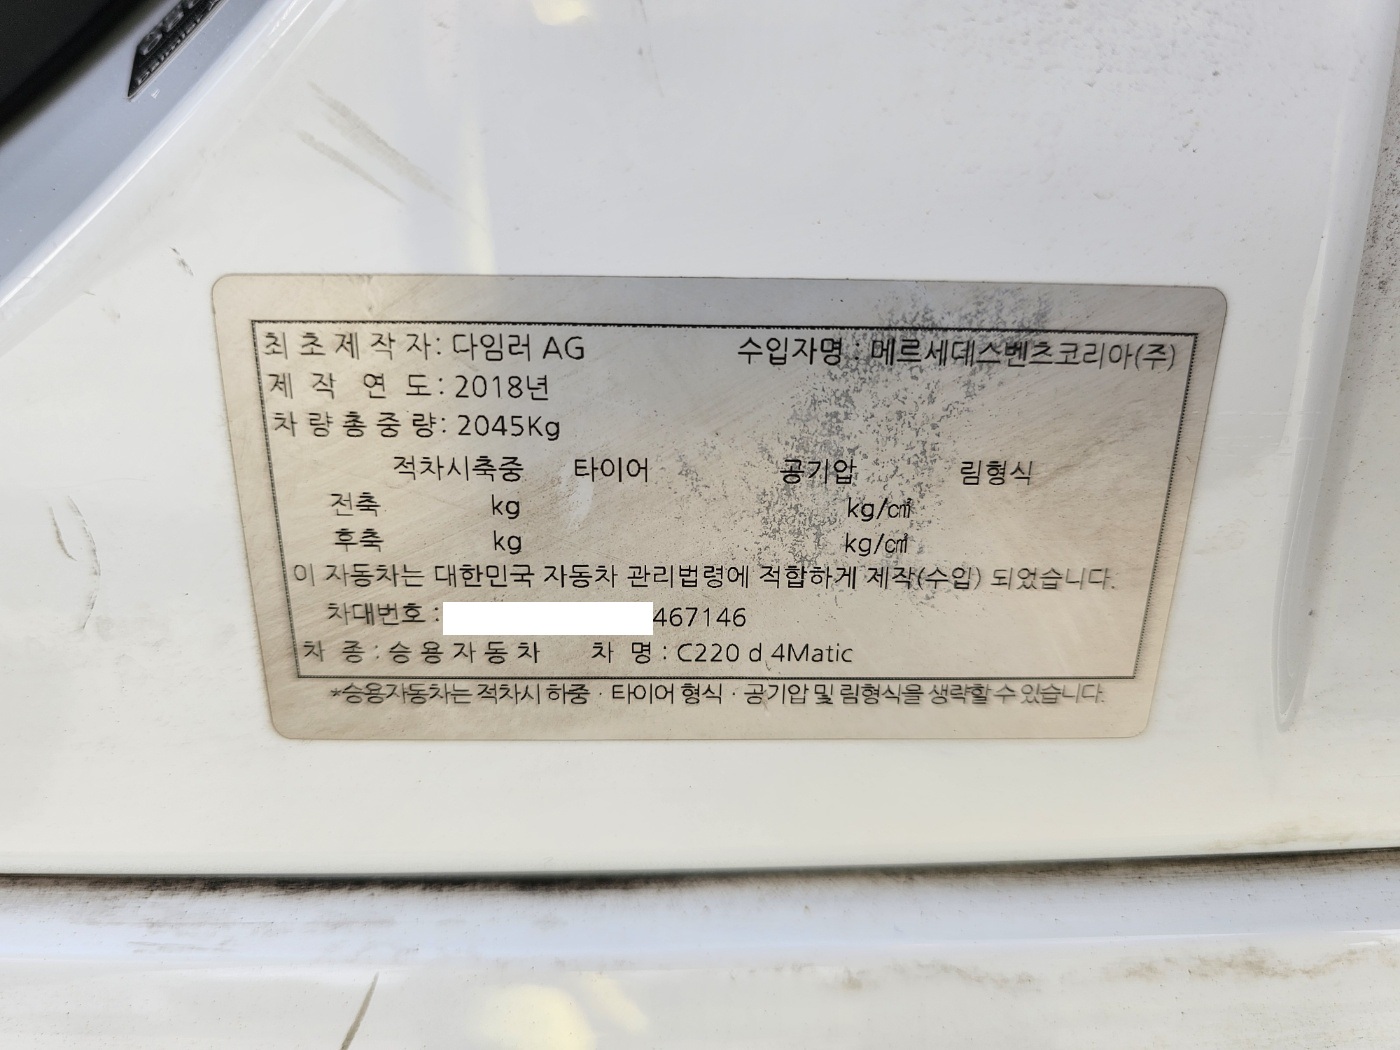 최초제작자: 다임러 AG 수입자명 : 메르세데스벤츠코리아(주)
제 작 연 도: 2018년
차량총중량: 2045Kg
적차시축중 타이어 공기압 림형식
전축 kg kg/㎠
후축 kg kg/㎠
이 자동차는 대한민국 자동차 관리법령에 적합하게 제작(수입) 되었습니다.
차대번호 : 467146
차 종 : 승용자동차 차 명 : C220 d 4Matic
*승용자동차는 적차시 하중 · 타이어 형식 · 공기압 및 림형식을 생략할 수 있습니다.